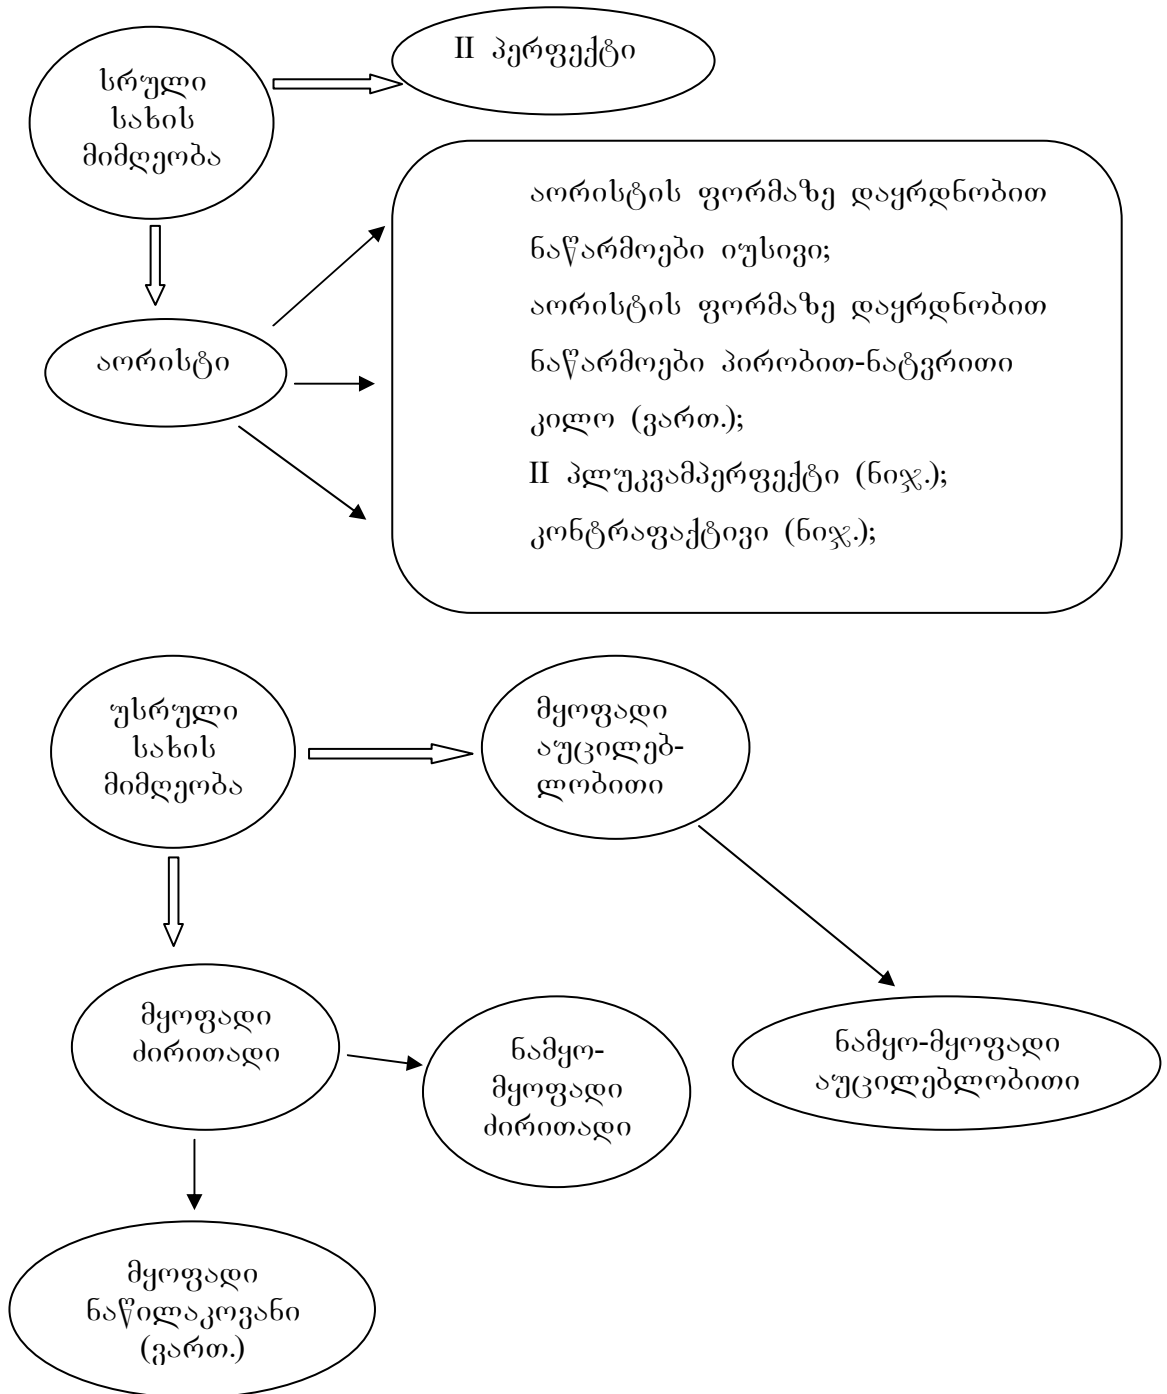 სრული
სახის
მიმღეობა
II პერფექტი
აორისტის ფორმაზე დაყრდნობით
ნაწარმოები იუსივი;
აორისტის ფორმაზე დაყრდნობით
ნაწარმოები პირობით-ნატვრითი
კილო (ვართ.);
II პლუკვამპერფექტი (ნიჯ.);
კონტრაფაქტივი (ნიჯ.);
აორისტი
უსრული
სახის
მიმღეობა
მყოფადი
აუცილებ-
ლობითი
მყოფადი
ძირითადი
ნამყო-
მყოფადი
ძირითადი
ნამყო-მყოფადი
აუცილებლობითი
მყოფადი
ნაწილაკოვანი
(ვართ.)